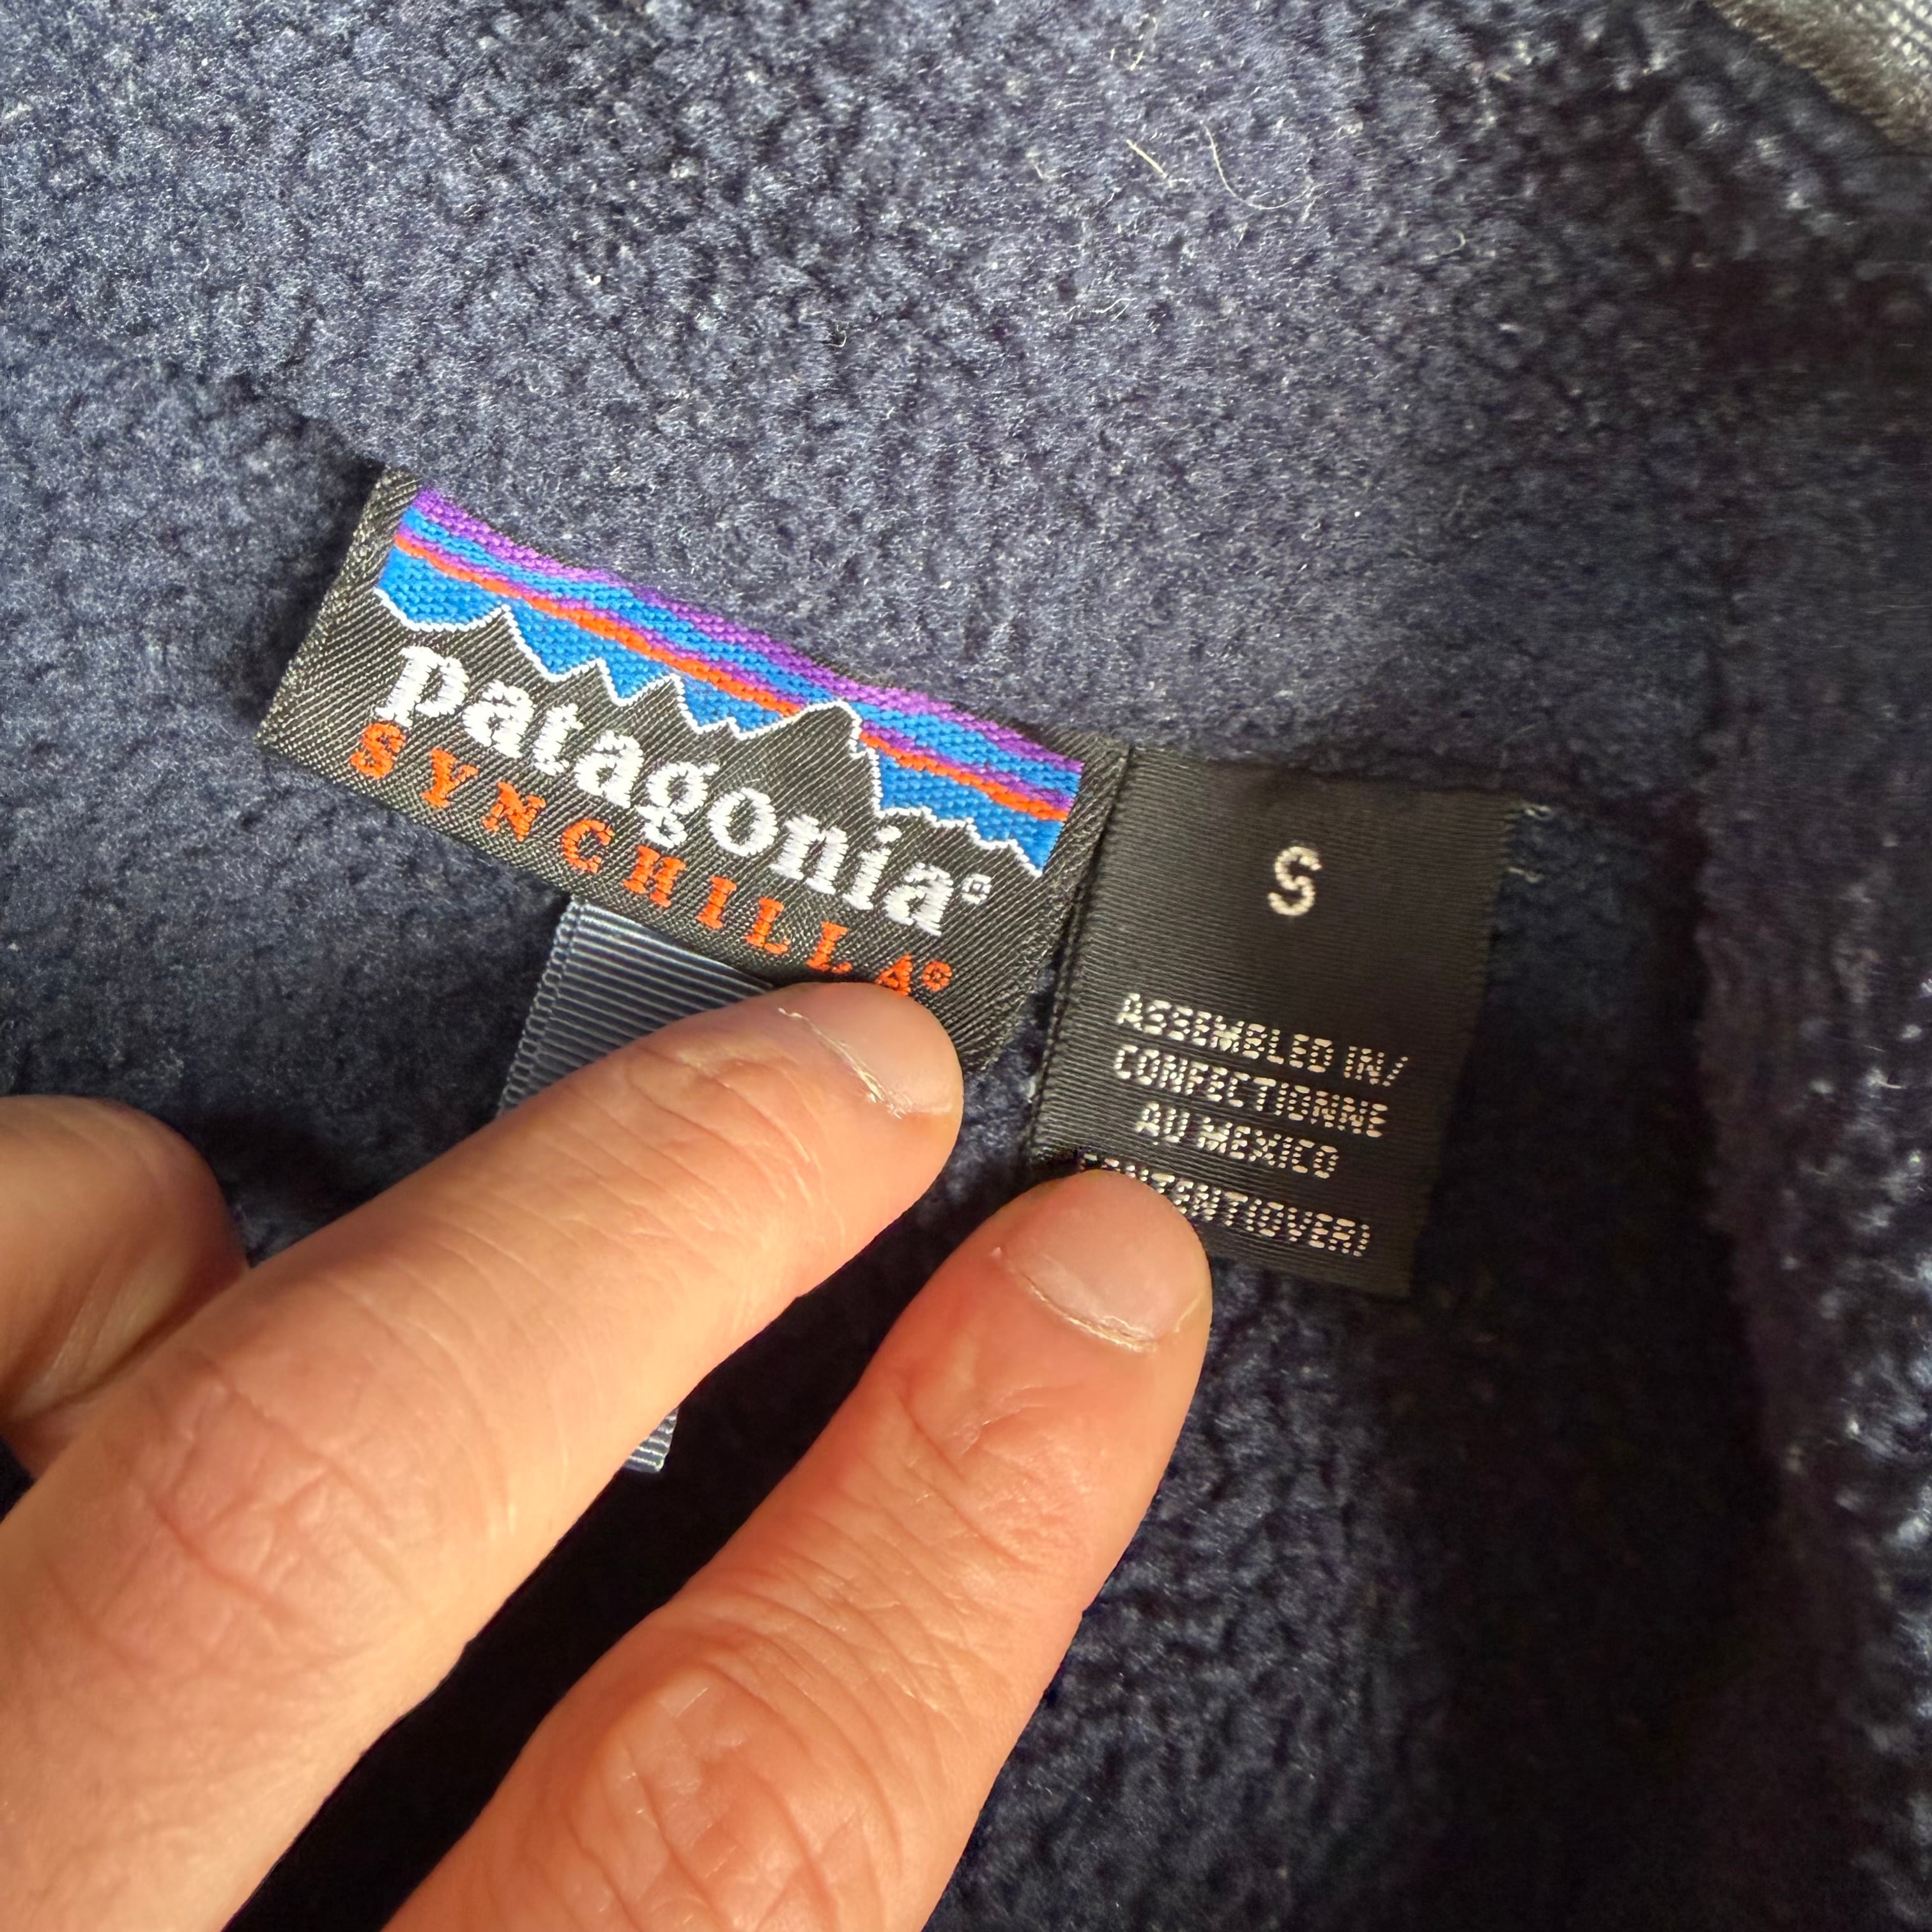 patagonia®
SYNCHILLA®
S
ASSEMBLED IN/
CONFECTIONNE
AU MEXICO